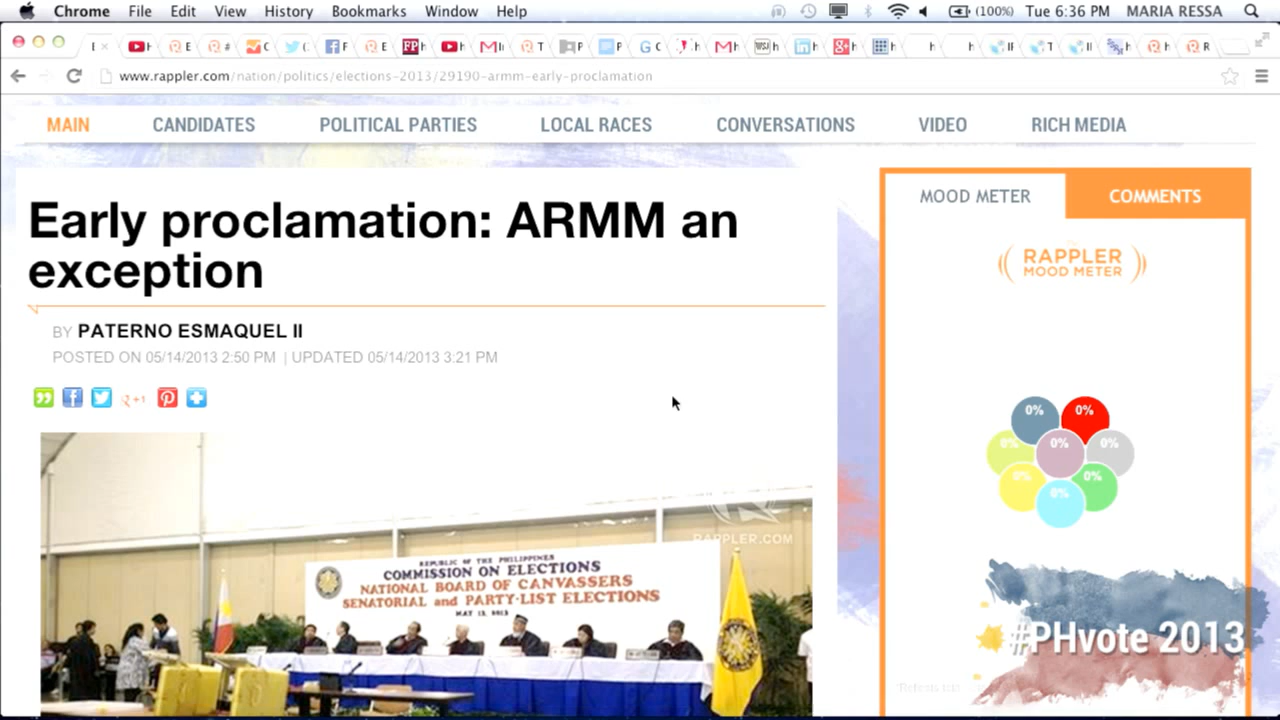 Chrome File Edit View History Bookmarks Window Help (100%) Tue 6:36 PM MARIA RESSA
www.rappler.com/nation/politics/elections-2013/29190-armm-early-proclamation
MAIN CANDIDATES POLITICAL PARTIES LOCAL RACES CONVERSATIONS VIDEO RICH MEDIA
Early proclamation: ARMM an
exception
BY PATERNO ESMAQUEL II
POSTED ON 05/14/2013 2:50 PM | UPDATED 05/14/2013 3:21 PM
+1
RAPPLER.COM
REPUBLIC OF THE PHILIPPINES
COMMISSION ON ELECTIONS
NATIONAL BOARD OF CANVASSERS
SENATORIAL and PARTY-LIST ELECTIONS
MAY 13, 2013
MOOD METER COMMENTS
RAPPLER
MOOD METER
0% 0%
0% 0% 0%
0% 0%
0%
#PHvote 2013